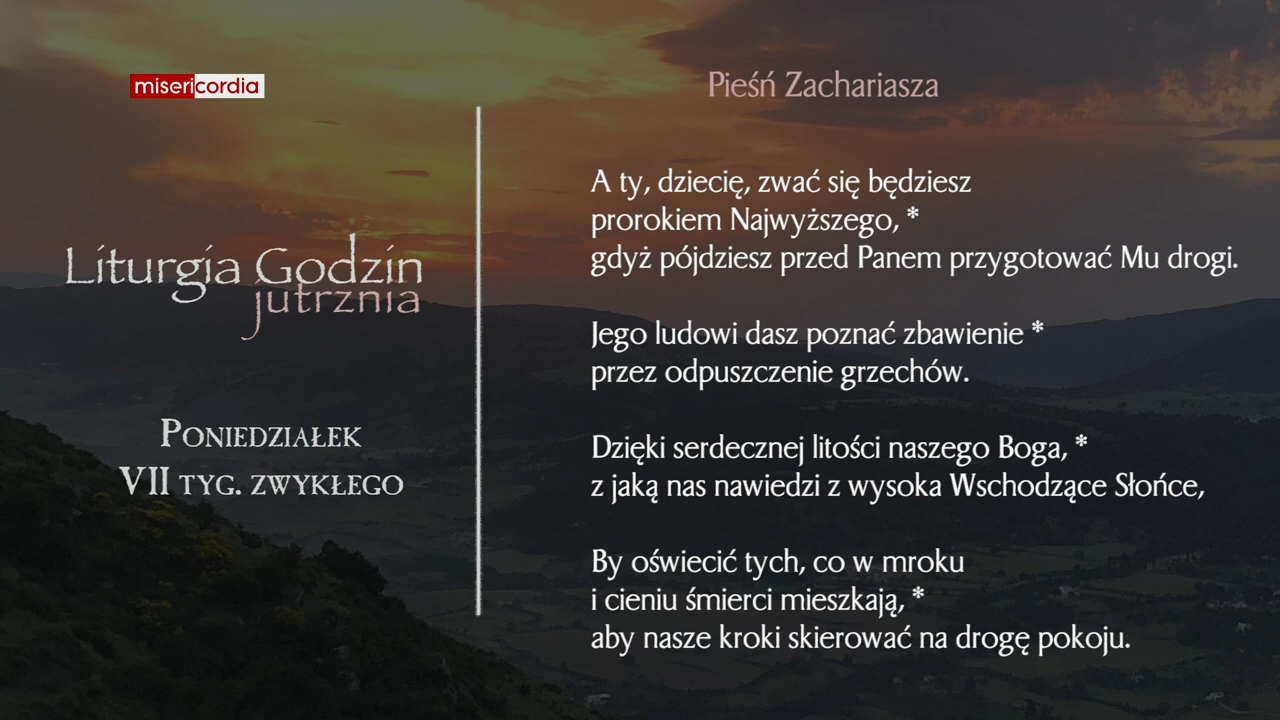 misericordia
Liturgia Godzin
jutrznia
Poniedziałek
VII tyg. zwykłego
Pieśń Zachariasza
A ty, dziecię, zwać się będziesz
prorokiem Najwyższego, *
gdyż pójdziesz przed Panem przygotować Mu drogi.
Jego ludowi dasz poznać zbawienie *
przez odpuszczenie grzechów.
Dzięki serdecznej litości naszego Boga, *
z jaką nas nawiedzi z wysoka Wschodzące Słońce,
By oświecić tych, co w mroku
i cieniu śmierci mieszkają, *
aby nasze kroki skierować na drogę pokoju.